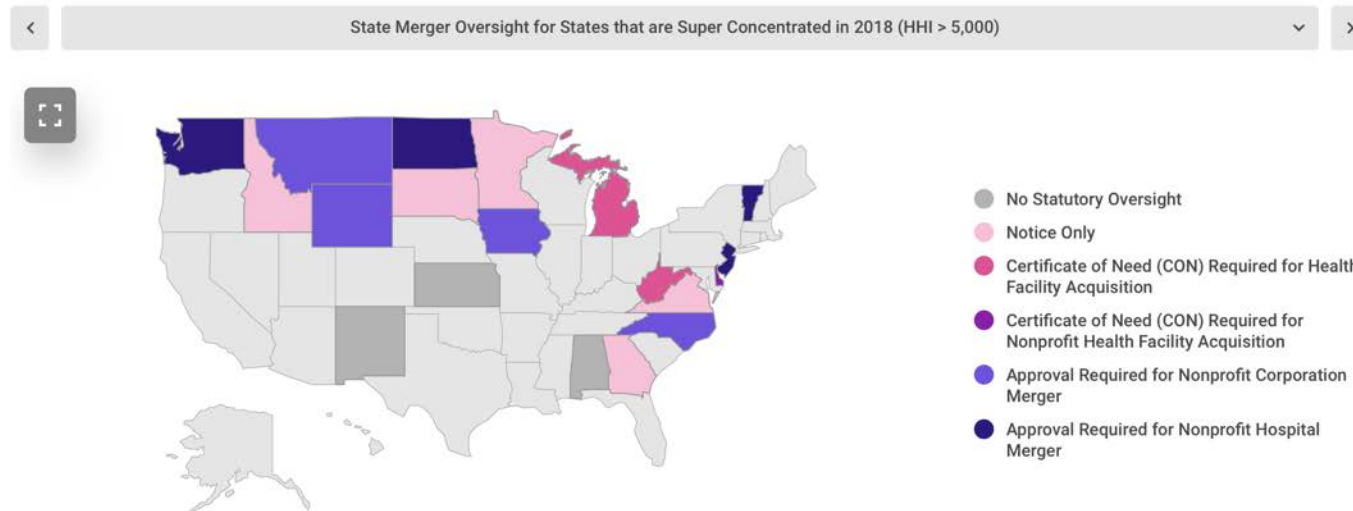 State Merger Oversight for States that are Super Concentrated in 2018 (HHI > 5,000)
No Statutory Oversight
Notice Only
Certificate of Need (CON) Required for Health
Facility Acquisition
Certificate of Need (CON) Required for
Nonprofit Health Facility Acquisition
Approval Required for Nonprofit Corporation
Merger
Approval Required for Nonprofit Hospital
Merger